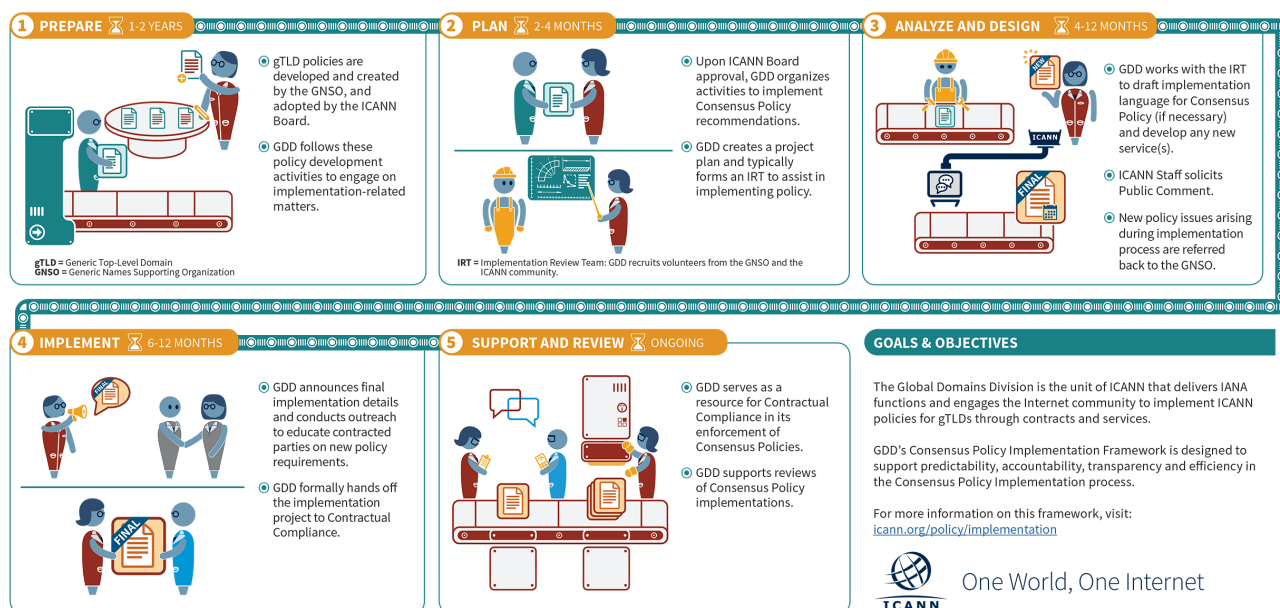 1 PREPARE 1-2 YEARS
gTLD policies are
developed and created
by the GNSO, and
adopted by the ICANN
Board.
GDD follows these
policy development
activities to engage on
implementation-related
matters.
gTLD = Generic Top-Level Domain
GNSO = Generic Names Supporting Organization
2 PLAN 2-4 MONTHS
Upon ICANN Board
approval, GDD organizes
activities to implement
Consensus Policy
recommendations.
GDD creates a project
plan and typically
forms an IRT to assist in
implementing policy.
IRT = Implementation Review Team: GDD recruits volunteers from the GNSO and the
ICANN community.
3 ANALYZE AND DESIGN 4-12 MONTHS
NEW
ICANN
FINAL
GDD works with the IRT
to draft implementation
language for Consensus
Policy (if necessary)
and develop any new
service(s).
ICANN Staff solicits
Public Comment.
New policy issues arising
during implementation
process are referred
back to the GNSO.
4 IMPLEMENT 6-12 MONTHS
FINAL
GDD announces final
implementation details
and conducts outreach
to educate contracted
parties on new policy
requirements.
GDD formally hands off
the implementation
project to Contractual
Compliance.
FINAL
5 SUPPORT AND REVIEW ONGOING
GDD serves as a
resource for Contractual
Compliance in its
enforcement of
Consensus Policies.
GDD supports reviews
of Consensus Policy
implementations.
GOALS & OBJECTIVES
The Global Domains Division is the unit of ICANN that delivers IANA
functions and engages the Internet community to implement ICANN
policies for gTLDs through contracts and services.
GDD's Consensus Policy Implementation Framework is designed to
support predictability, accountability, transparency and efficiency in
the Consensus Policy Implementation process.
For more information on this framework, visit:
icann.org/policy/implementation
ICANN
One World, One Internet